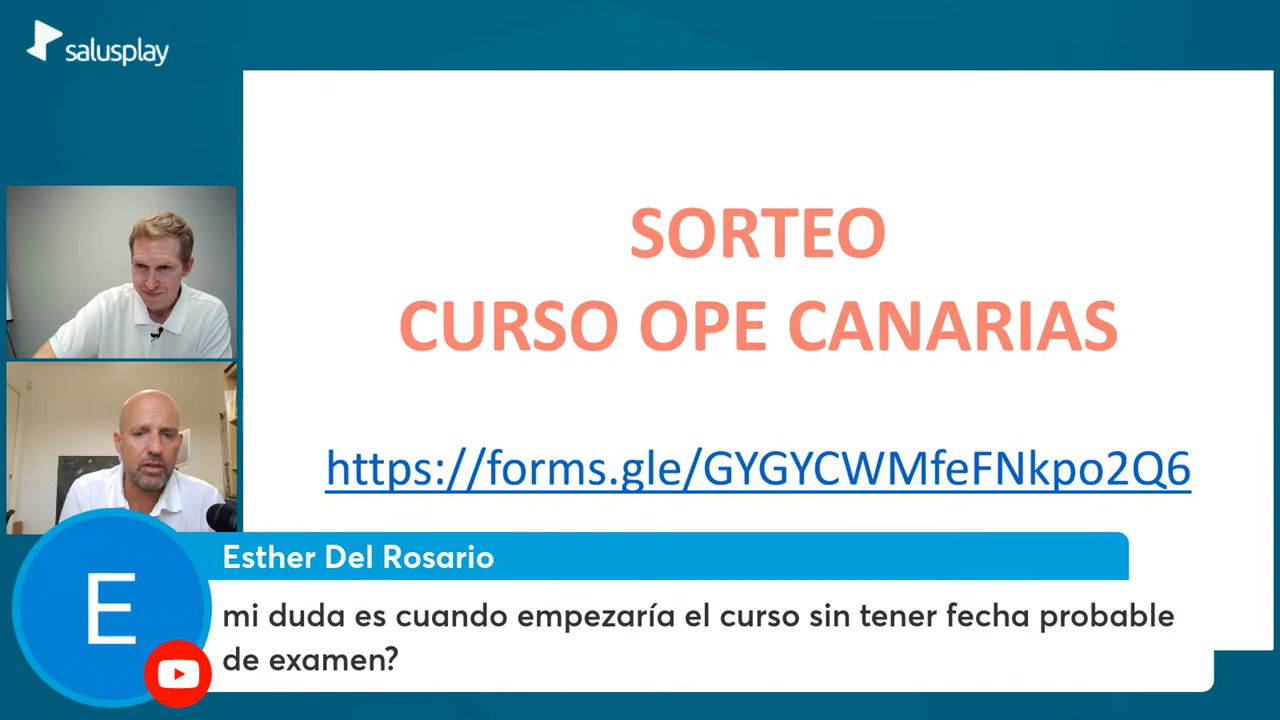 salusplay
SORTEO
CURSO OPE CANARIAS
https://forms.gle/GYGYCWMfeFNkpo2Q6
E
Esther Del Rosario
mi duda es cuando empezaría el curso sin tener fecha probable
de examen?